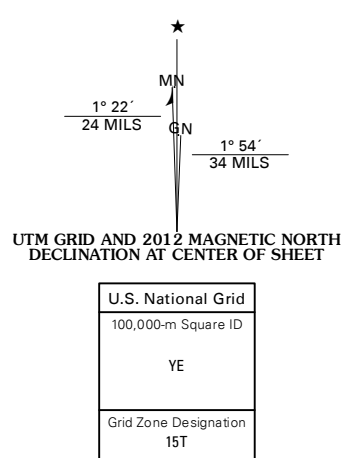 ★
MN
1° 22´
24 MILS
GN
1° 54´
34 MILS
UTM GRID AND 2012 MAGNETIC NORTH
DECLINATION AT CENTER OF SHEET
U.S. National Grid
100,000-m Square ID
YE
Grid Zone Designation
15T